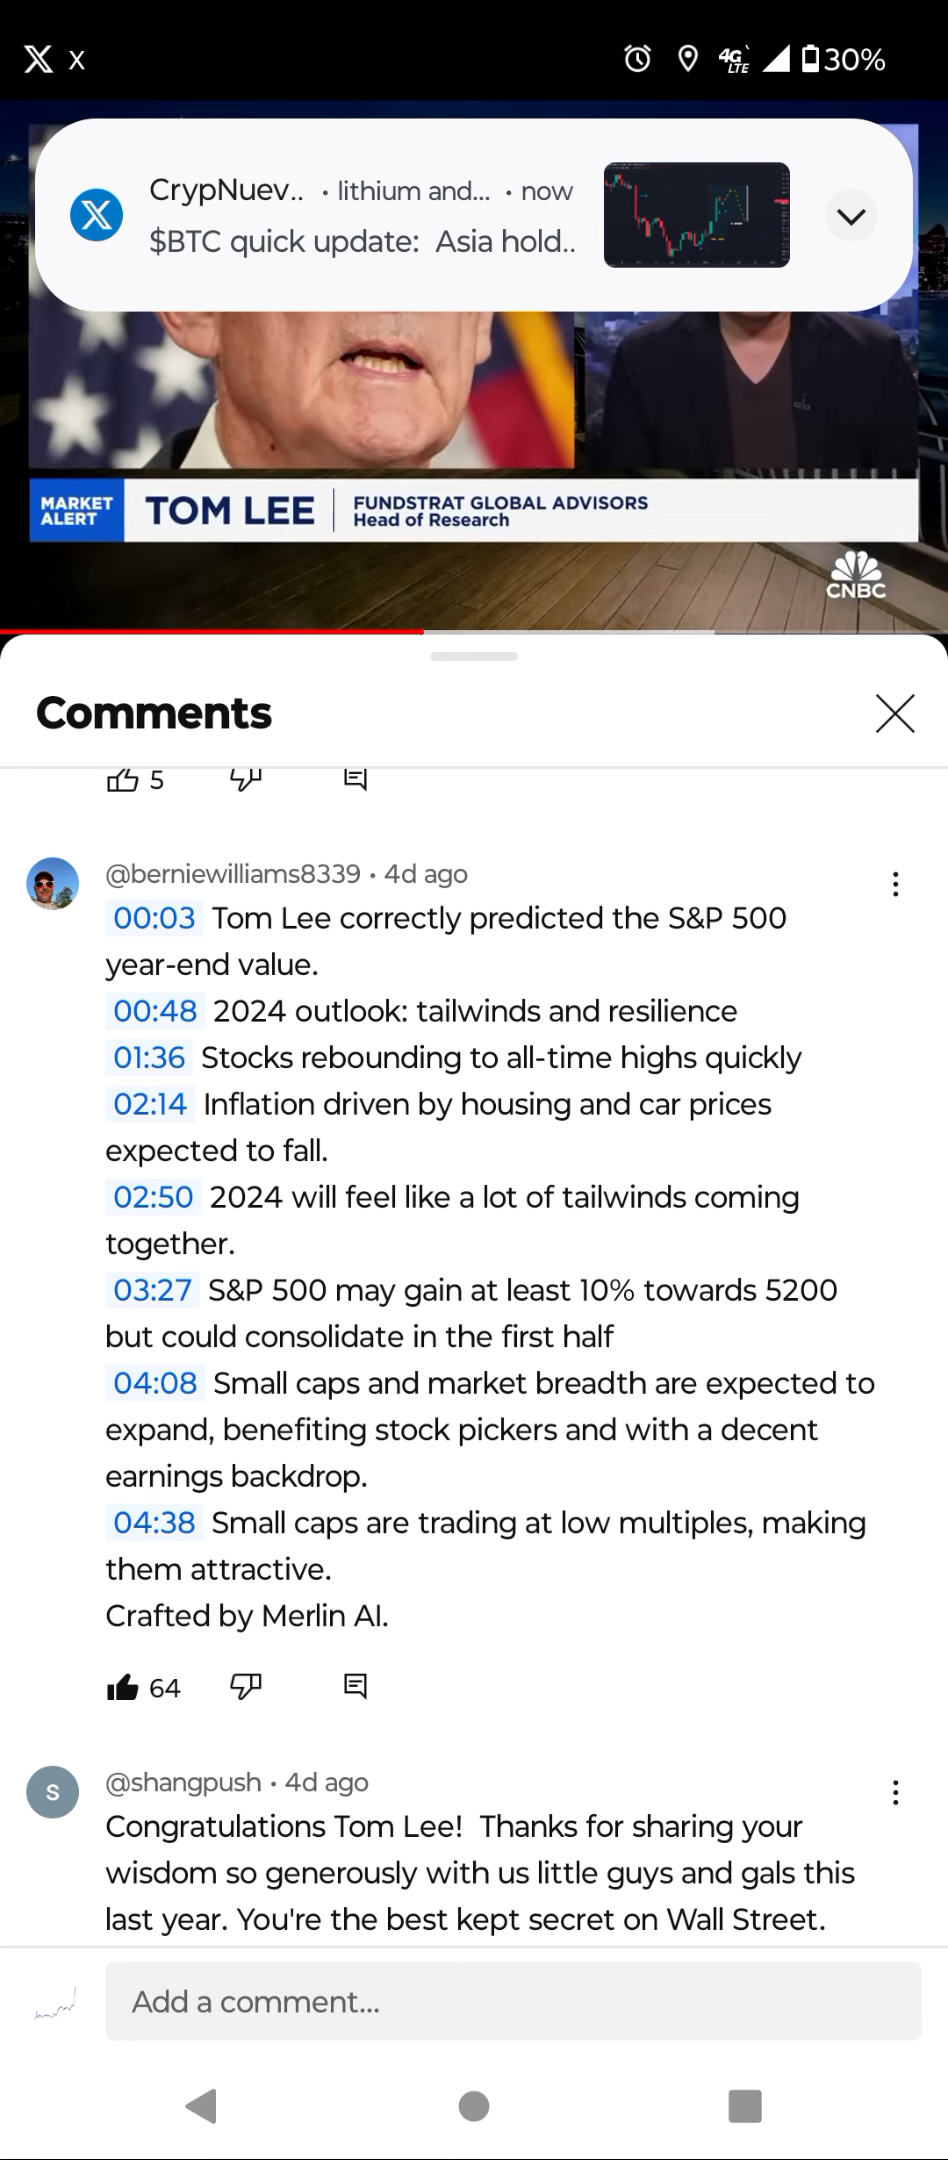 X
30%
CrypNuev.. • lithium and... • now
$BTC quick update:  Asia hold..
MARKET ALERT
TOM LEE
FUNDSTRAT GLOBAL ADVISORS
Head of Research
CNBC
Comments
5
@berniewilliams8339 • 4d ago
00:03 Tom Lee correctly predicted the S&P 500
year-end value.
00:48 2024 outlook: tailwinds and resilience
01:36 Stocks rebounding to all-time highs quickly
02:14 Inflation driven by housing and car prices
expected to fall.
02:50 2024 will feel like a lot of tailwinds coming
together.
03:27 S&P 500 may gain at least 10% towards 5200
but could consolidate in the first half
04:08 Small caps and market breadth are expected to
expand, benefiting stock pickers and with a decent
earnings backdrop.
04:38 Small caps are trading at low multiples, making
them attractive.
Crafted by Merlin AI.
64
S
@shangpush • 4d ago
Congratulations Tom Lee!  Thanks for sharing your
wisdom so generously with us little guys and gals this
last year. You're the best kept secret on Wall Street.
Add a comment...